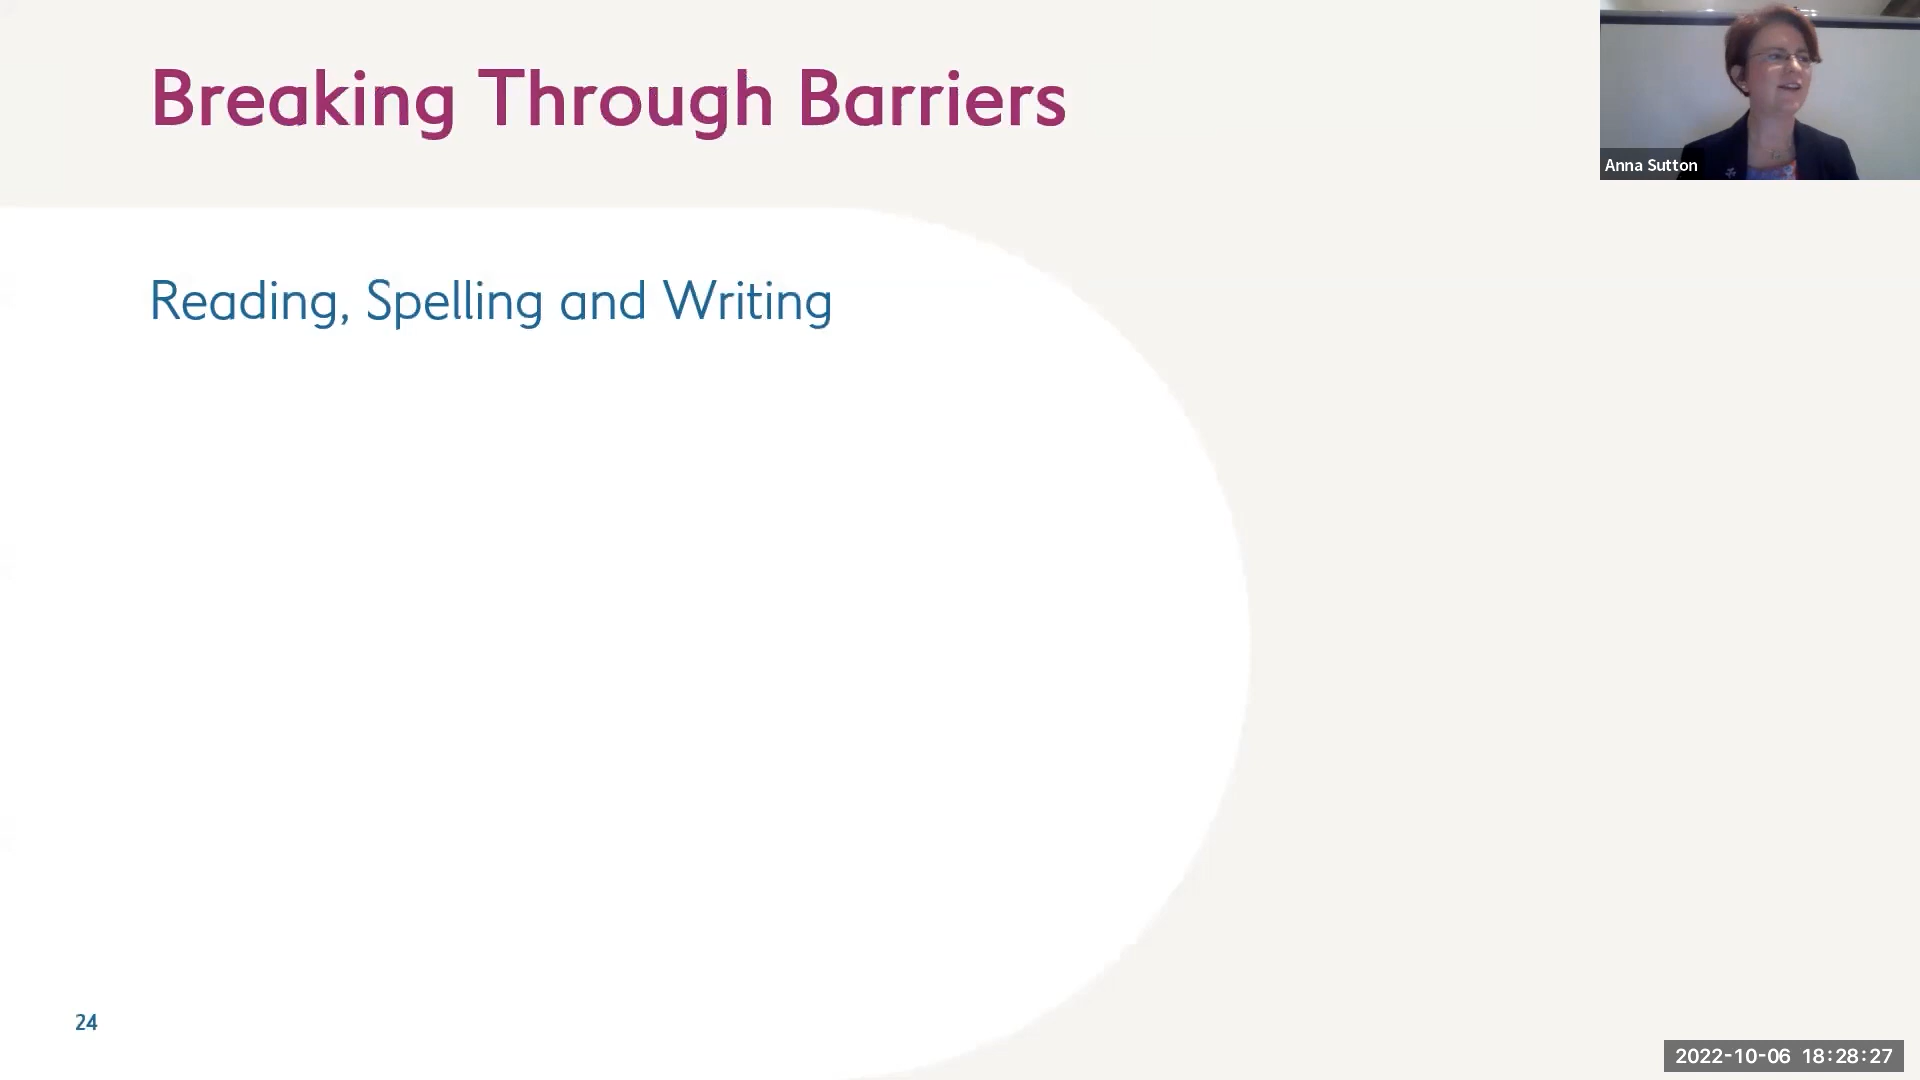 Breaking Through Barriers
Anna Sutton
Reading, Spelling and Writing
24
2022-10-06 18:28:27